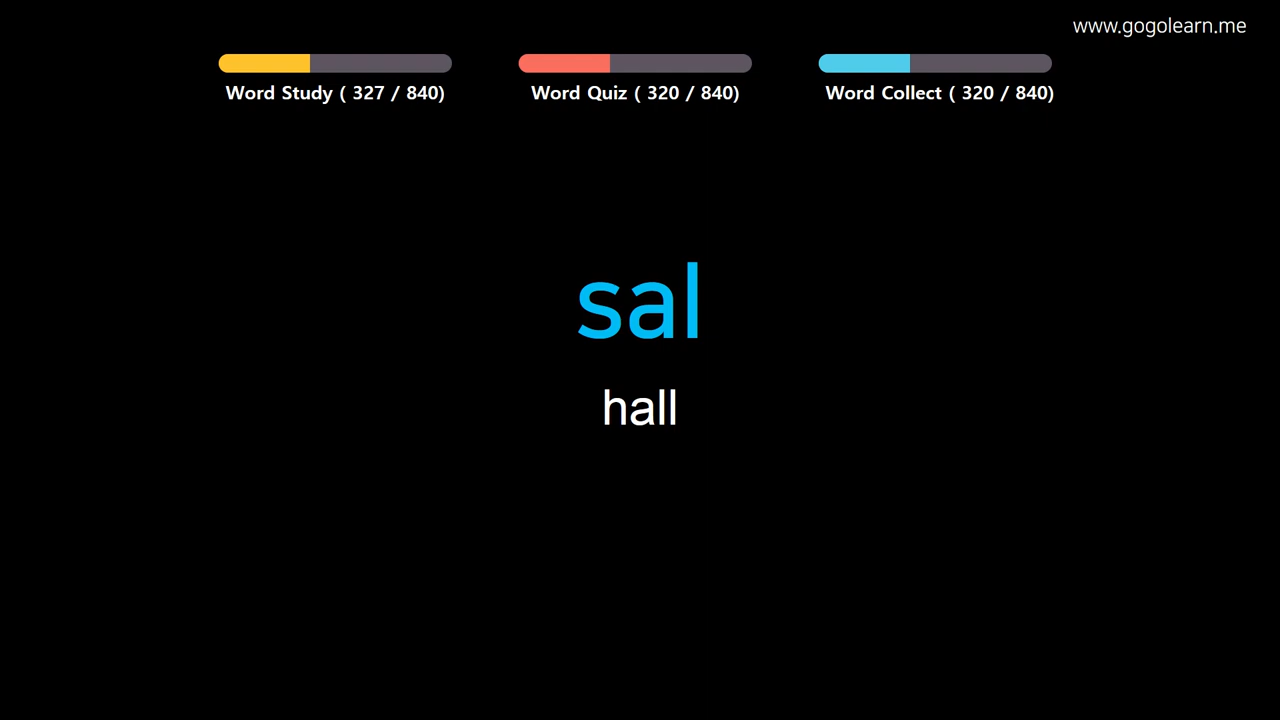 www.gogolearn.me
Word Study ( 327 / 840)
Word Quiz ( 320 / 840)
Word Collect ( 320 / 840)
sal
hall